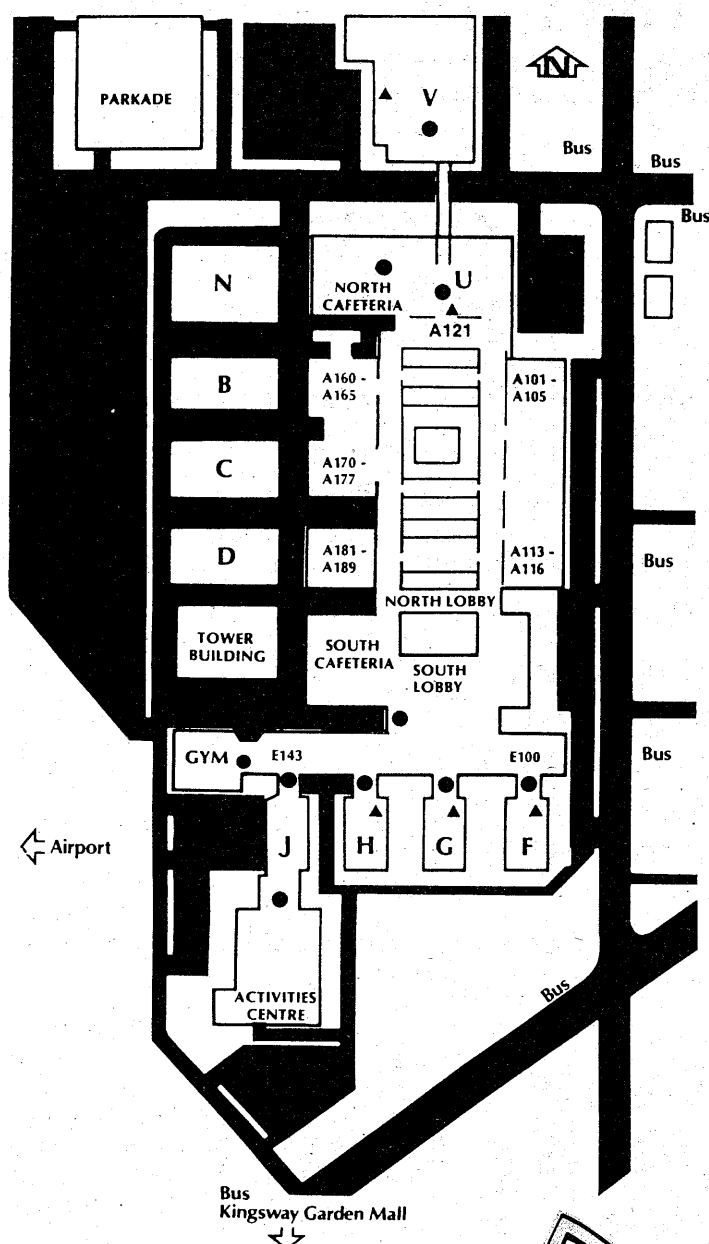 N
PARKADE
V
Bus
Bus
Bus
N
NORTH
CAFETERIA
U
A121
B
A160 -
A165
A101 -
A105
C
A170 -
A177
D
A181 -
A189
A113 -
A116
Bus
NORTH LOBBY
TOWER
BUILDING
SOUTH
CAFETERIA
SOUTH
LOBBY
GYM
E143
E100
Bus
Airport
J
H
G
F
ACTIVITIES
CENTRE
Bus
Bus
Kingsway Garden Mall